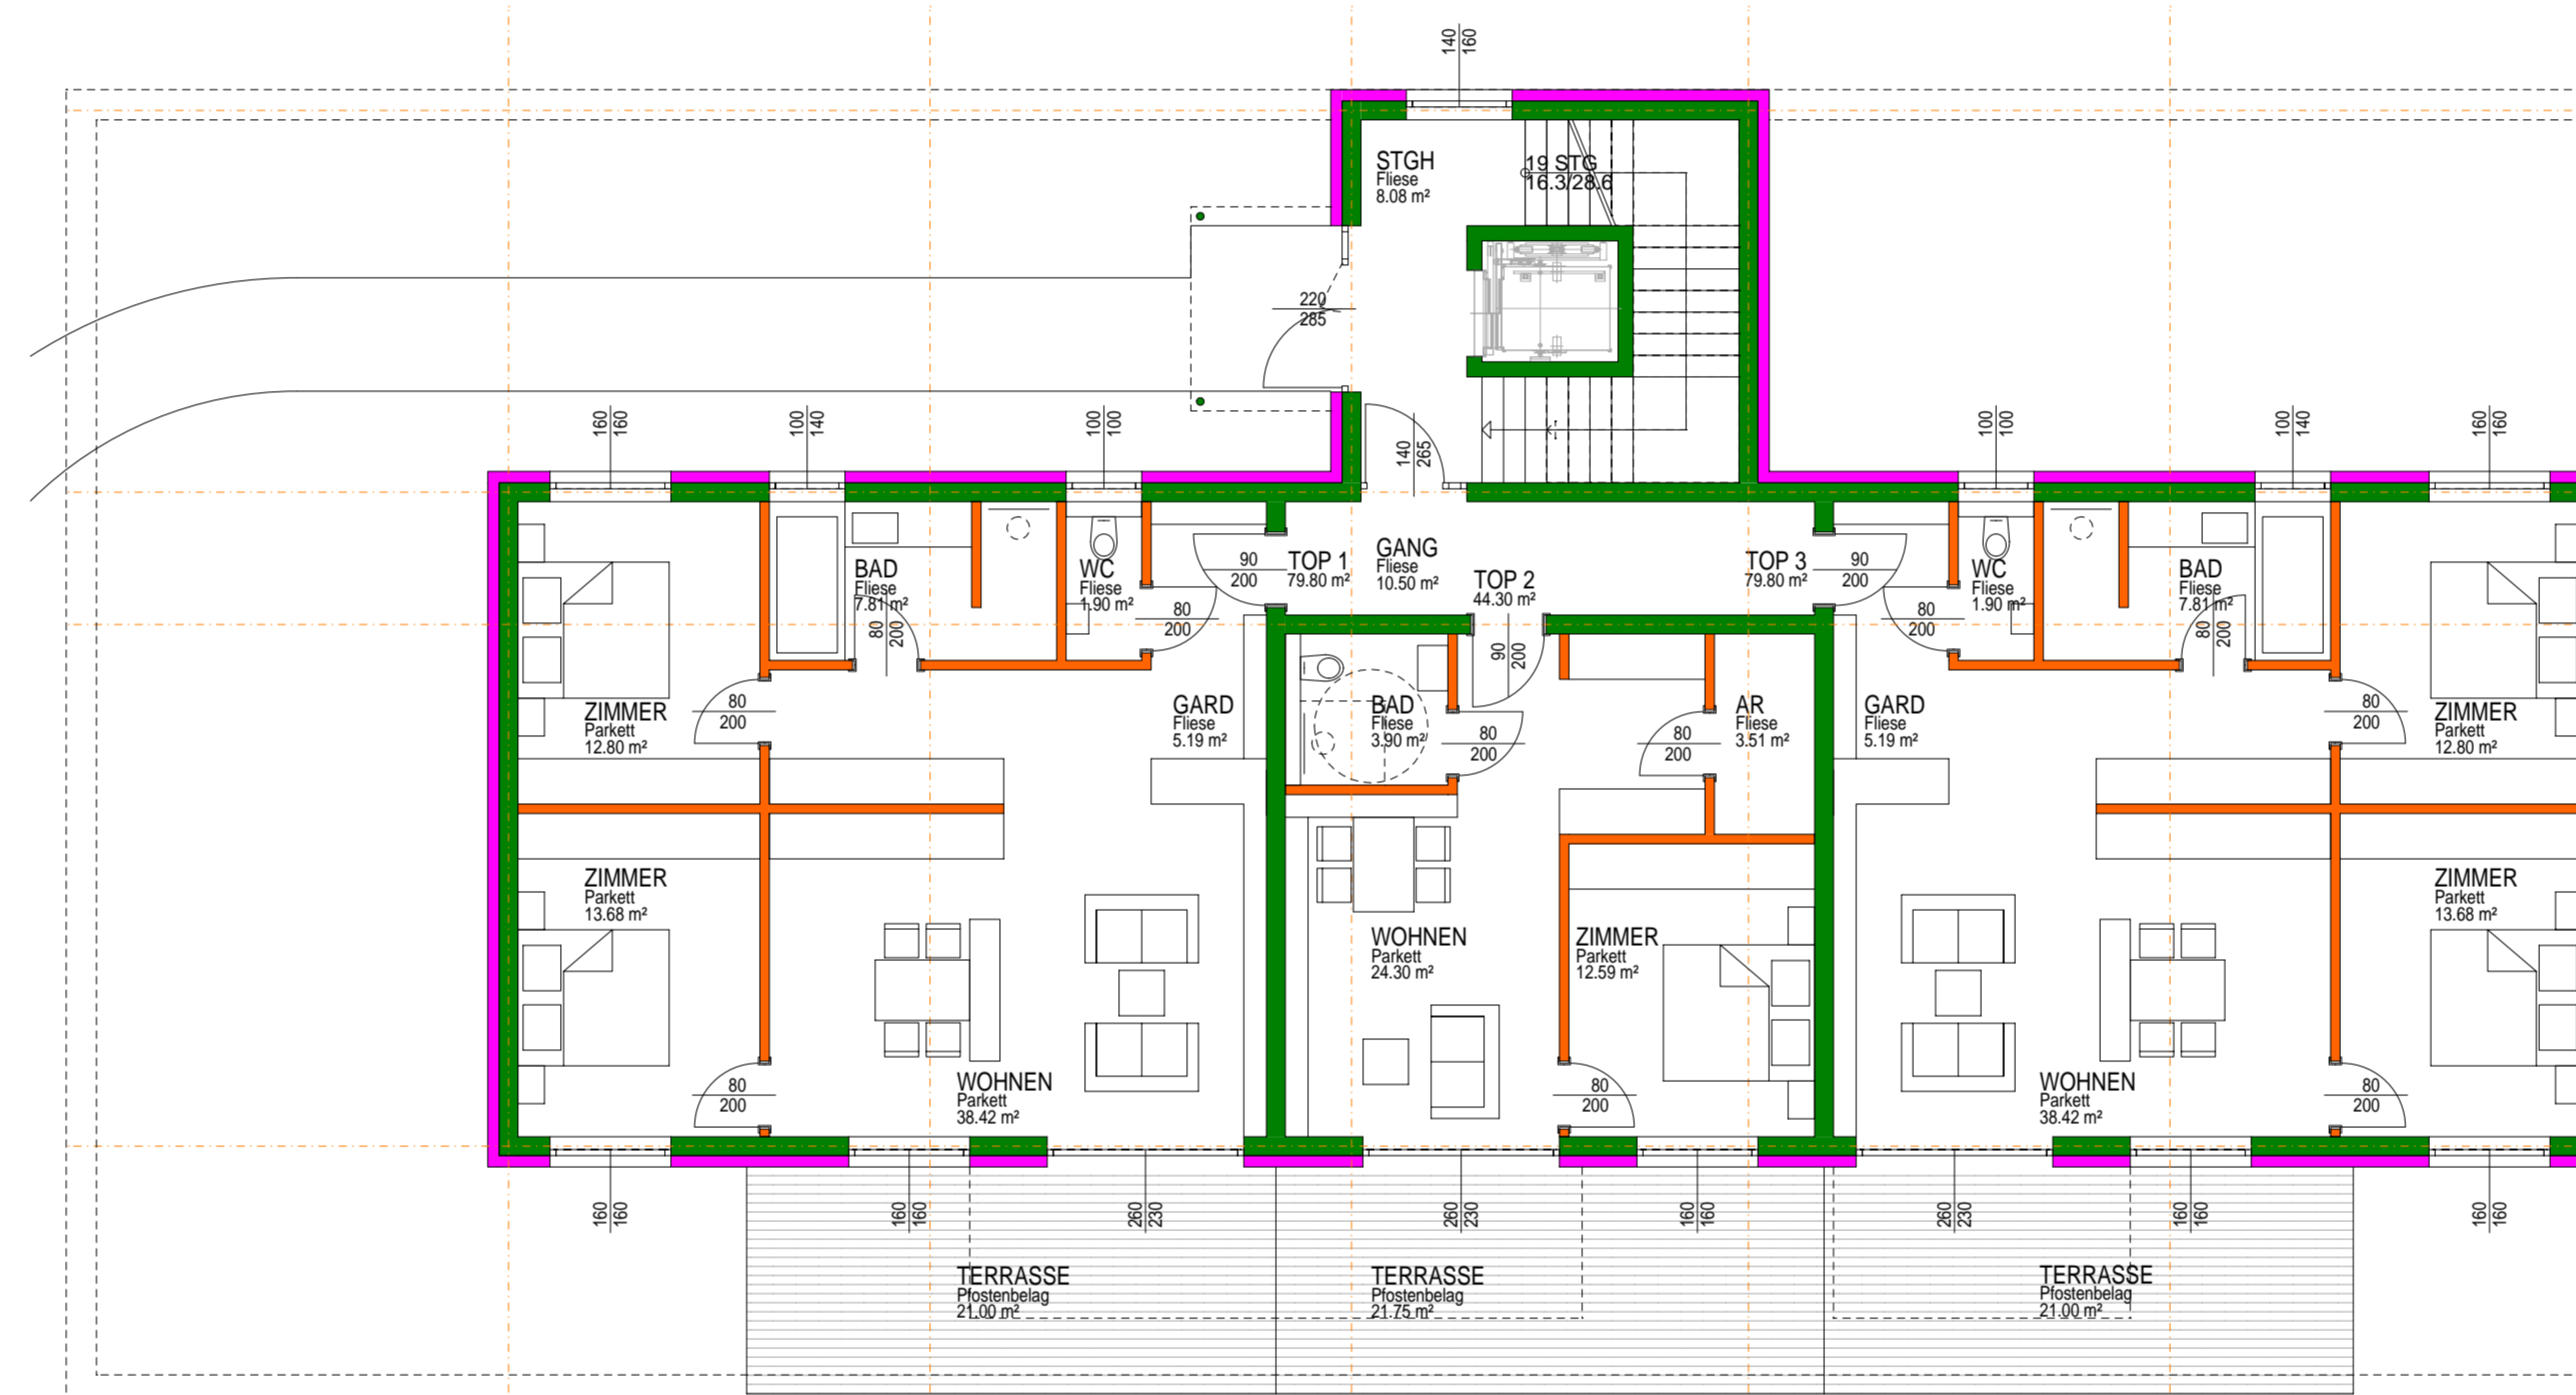 140
160
STGH
Fliese
8.08 m²
19 STG
16.3/28.6
220
285
140
265
160
160
100
140
100
100
100
100
100
140
160
160
BAD
Fliese
7.81 m²
80
200
WC
Fliese
1.90 m²
80
200
90
200
TOP 1
79.80 m²
GANG
Fliese
10.50 m²
TOP 2
44.30 m²
TOP 3
79.80 m²
90
200
80
200
WC
Fliese
1.90 m²
BAD
Fliese
7.81 m²
80
200
90
200
ZIMMER
Parkett
12.80 m²
80
200
GARD
Fliese
5.19 m²
BAD
Fliese
3.90 m²
80
200
80
200
AR
Fliese
3.51 m²
GARD
Fliese
5.19 m²
80
200
ZIMMER
Parkett
12.80 m²
ZIMMER
Parkett
13.68 m²
WOHNEN
Parkett
24.30 m²
ZIMMER
Parkett
12.59 m²
ZIMMER
Parkett
13.68 m²
80
200
WOHNEN
Parkett
38.42 m²
80
200
WOHNEN
Parkett
38.42 m²
80
200
160
160
160
160
260
230
260
230
160
160
260
230
160
160
160
160
TERRASSE
Pfostenbelag
21.00 m²
TERRASSE
Pfostenbelag
21.75 m²
TERRASSE
Pfostenbelag
21.00 m²